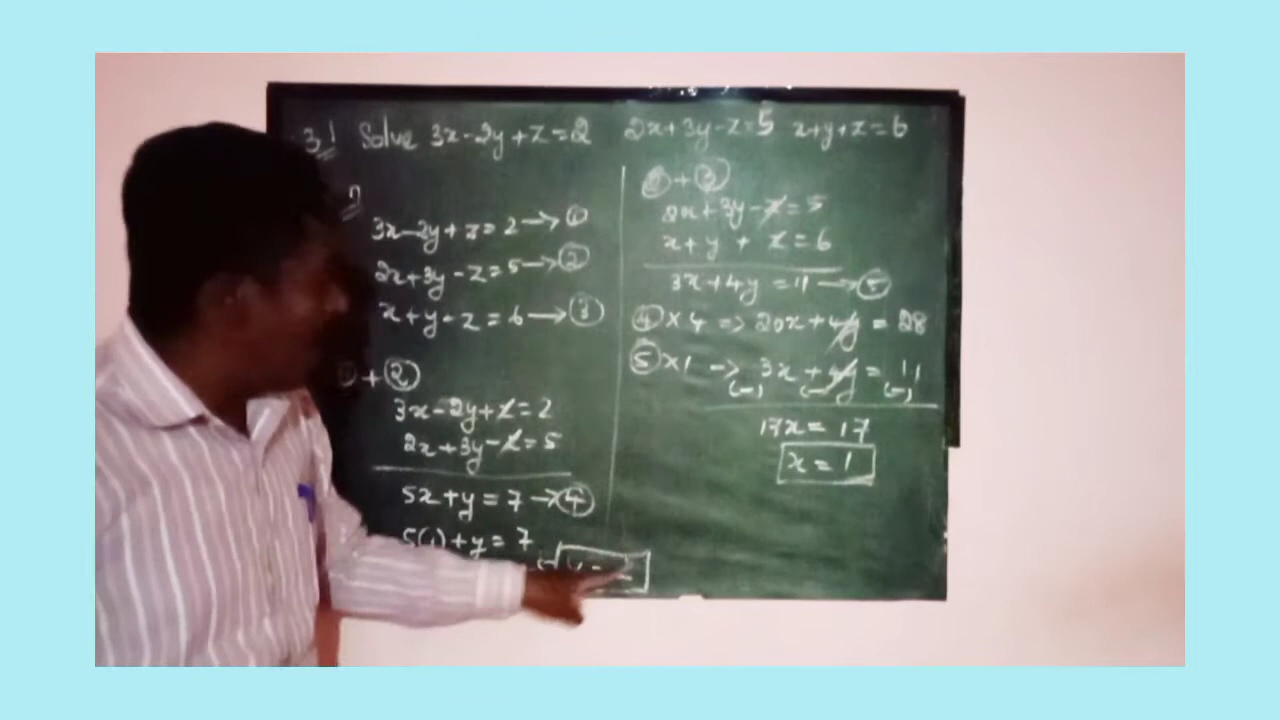 3! Solve 3x-2y+z=2 2x+3y-z=5 x+y+z=6
3x-2y+z=2→①
2x+3y-z=5→②
x+y+z=6→③
①+②
3x-2y+z=2
2x+3y-z=5
5x+y=7→④
5(1)+y=7
②+③
2x+3y-z=5
x+y+z=6
3x+4y=11→⑤
④×4⇒20x+4y=28
⑤×1→3x+4y=11
(-) (-) (-)
17x=17
x=1